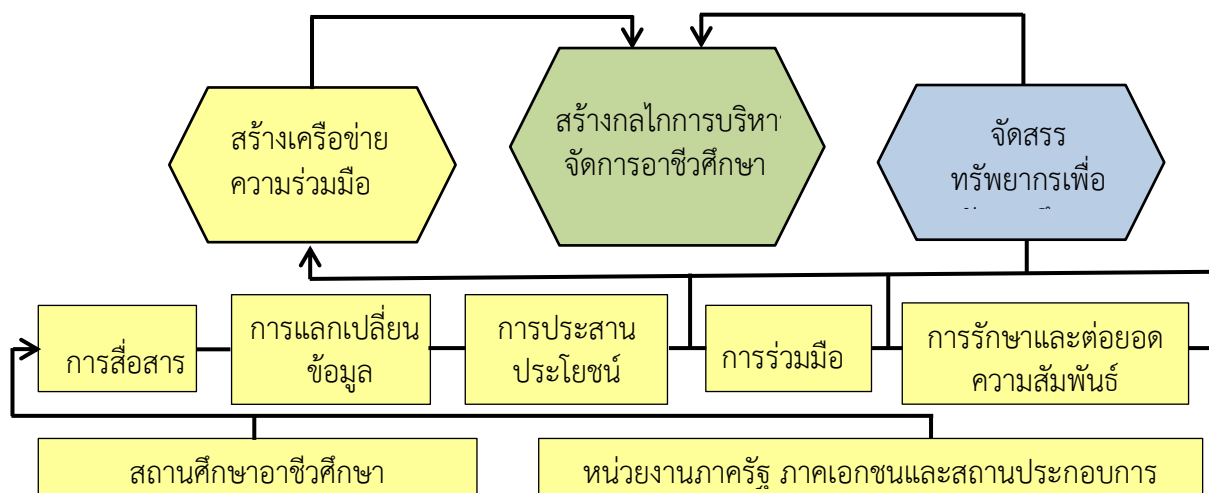 สร้างเครือข่าย
ความร่วมมือ
สร้างกลไกการบริหา
จัดการอาชีวศึกษา
จัดสรร
ทรัพยากรเพื่อ
การสื่อสาร
การแลกเปลี่ยน
ข้อมูล
การประสาน
ประโยชน์
การร่วมมือ
การรักษาและต่อยอด
ความสัมพันธ์
สถานศึกษาอาชีวศึกษา
หน่วยงานภาครัฐ ภาคเอกชนและสถานประกอบการ